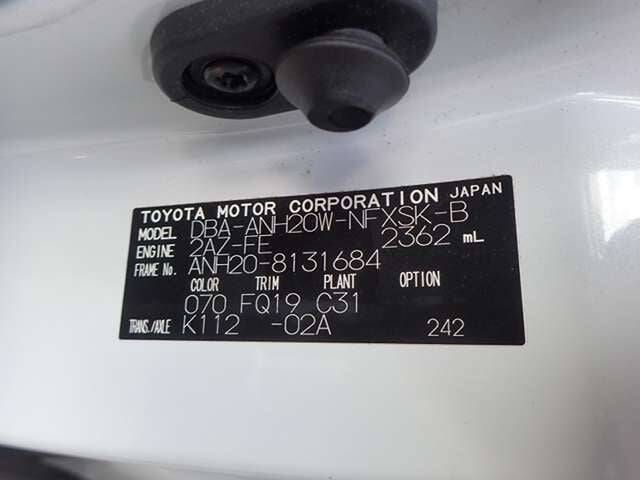 TOYOTA MOTOR CORPORATION JAPAN
MODEL DBA-ANH20W-NFXSK-B
ENGINE 2AZ-FE 2362 mL
FRAME No. ANH20-8131684
COLOR TRIM PLANT OPTION
070 FQ19 C31
TRANS./AXLE K112 -02A 242